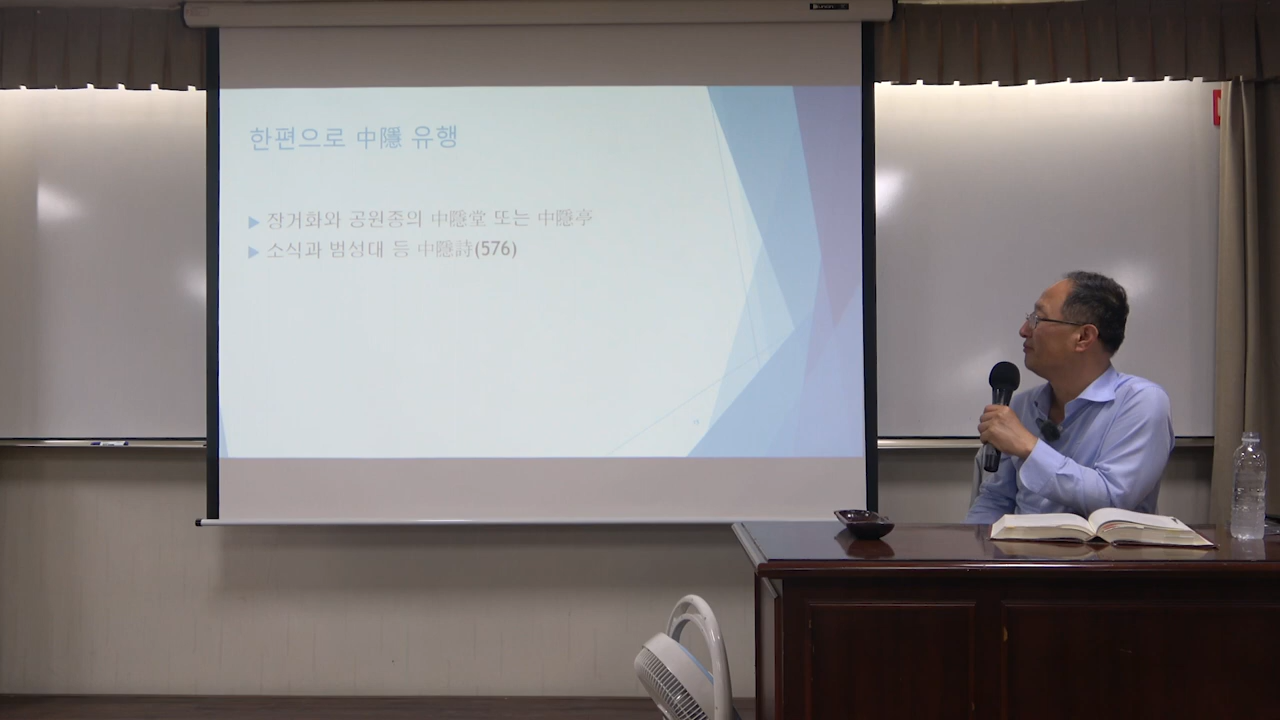 한편으로 中隱 유행
장거화와 공원종의 中隱堂 또는 中隱亭
소식과 범성대 등 中隱詩(576)